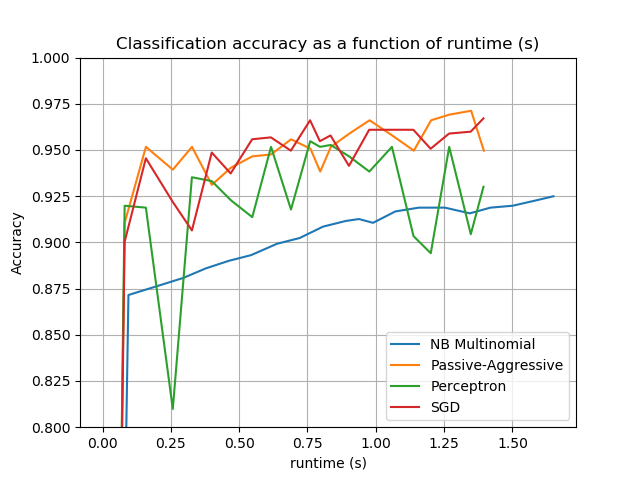 Classification accuracy as a function of runtime (s)
1.000
0.975
0.950
0.925
0.900
0.875
0.850
0.825
0.800
Accuracy
NB Multinomial
Passive-Aggressive
Perceptron
SGD
0.00 0.25 0.50 0.75 1.00 1.25 1.50
runtime (s)